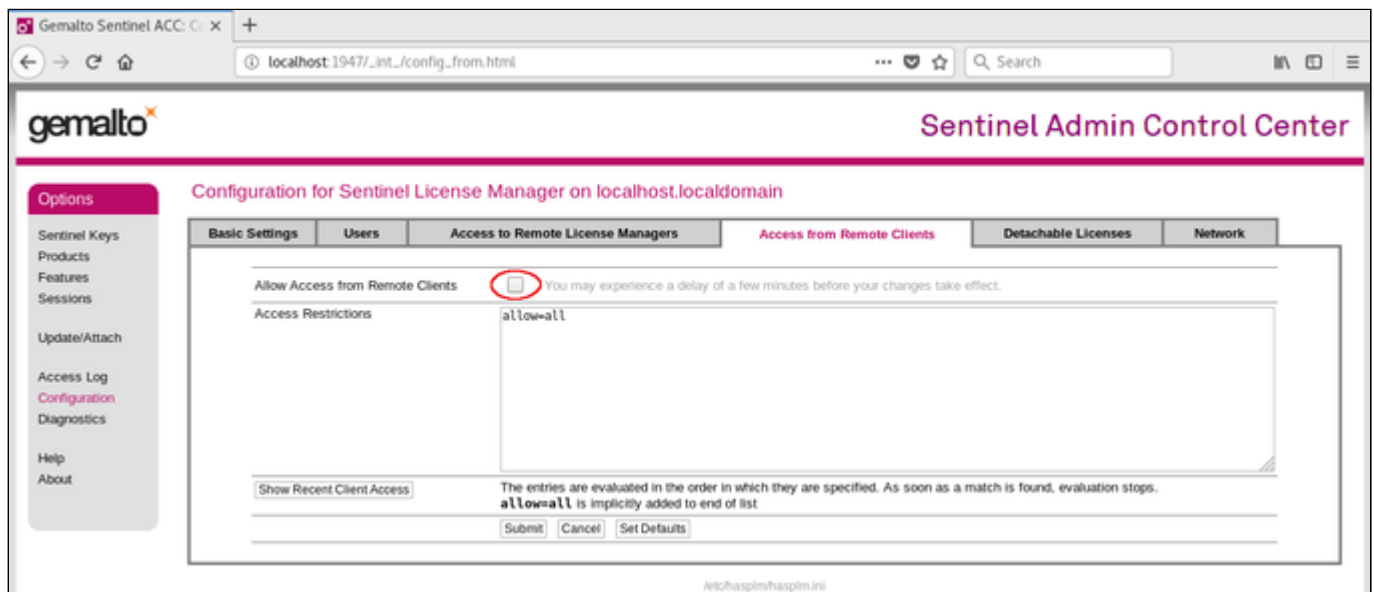 Gemalto Sentinel ACC: Co
localhost:1947/_int_/config_from.html
Search
gemalto
Sentinel Admin Control Center
Options
Sentinel Keys
Products
Features
Sessions
Update/Attach
Access Log
Configuration
Diagnostics
Help
About
Configuration for Sentinel License Manager on localhost.localdomain
Basic Settings Users Access to Remote License Managers Access from Remote Clients Detachable Licenses Network
Allow Access from Remote Clients You may experience a delay of a few minutes before your changes take effect.
Access Restrictions allow=all
Show Recent Client Access The entries are evaluated in the order in which they are specified. As soon as a match is found, evaluation stops.
allow=all is implicitly added to end of list
Submit Cancel Set Defaults
/etc/hasplm/hasplm.ini